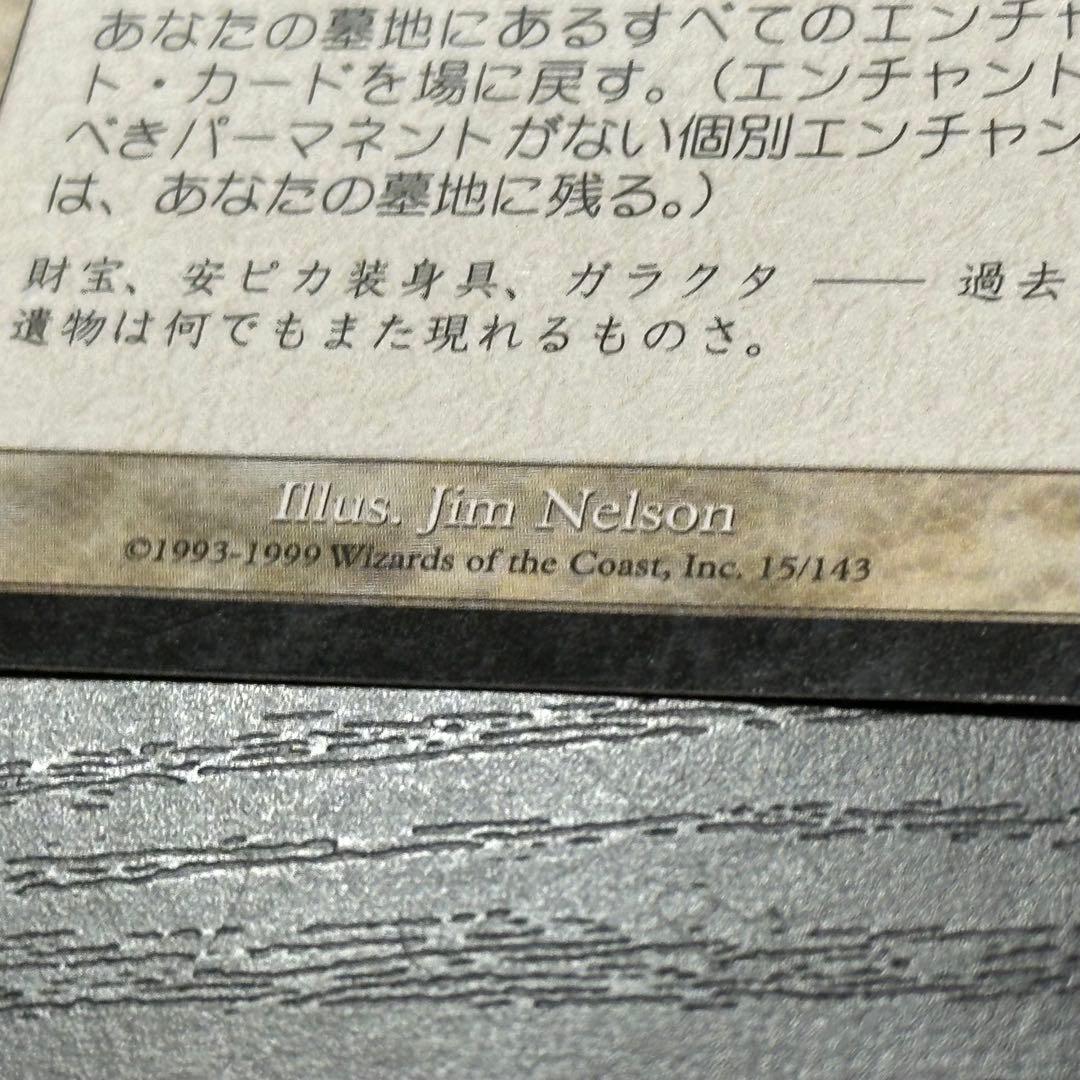 あなたの墓地にあるすべてのエンチャ
ト・カードを場に戻す。（エンチャント
べきパーマネントがない個別エンチャン
は、あなたの墓地に残る。）
財宝、安ピカ装身具、ガラクタ ── 過去
遺物は何でもまた現れるものさ。
Illus. Jim Nelson
©1993-1999 Wizards of the Coast, Inc. 15/143